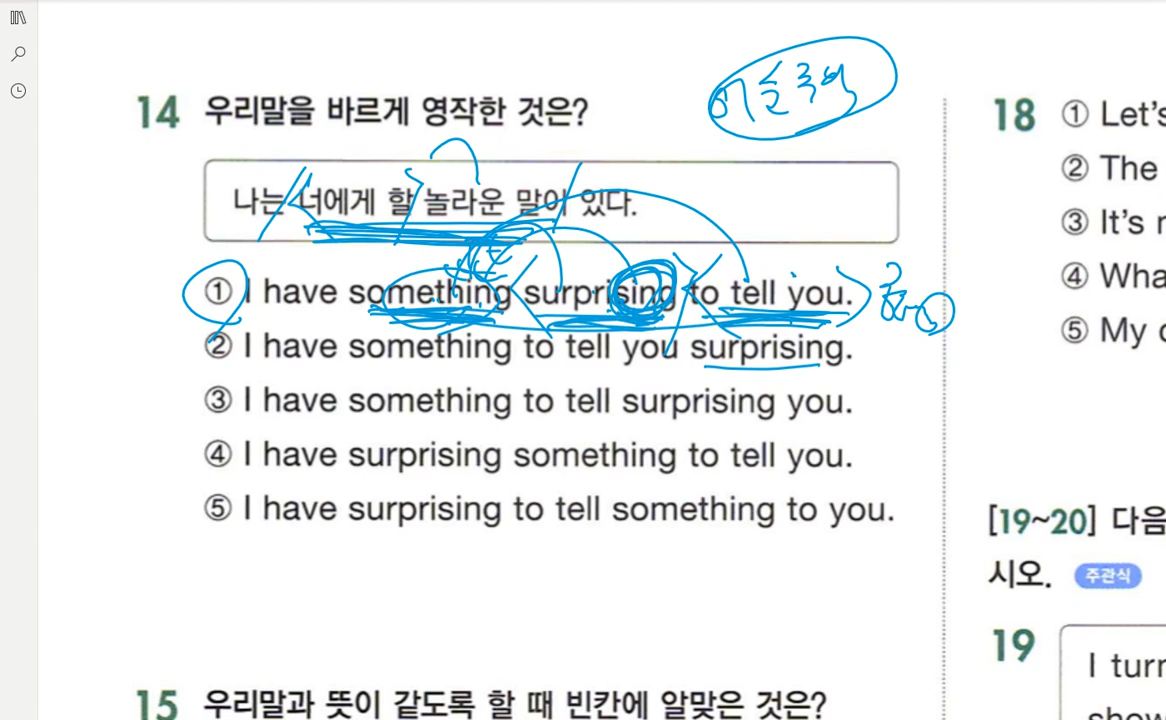 14 우리말을 바르게 영작한 것은?
나는 너에게 할 놀라운 말이 있다.
① I have something surprising to tell you.
② I have something to tell you surprising.
③ I have something to tell surprising you.
④ I have surprising something to tell you.
⑤ I have surprising to tell something to you.
15 우리말과 뜻이 같도록 할 때 빈칸에 알맞은 것은?
18 ① Let's
② The
③ It's
④ Wha
⑤ My
[19~20] 다음
시오. 주관식
19
I turr
show